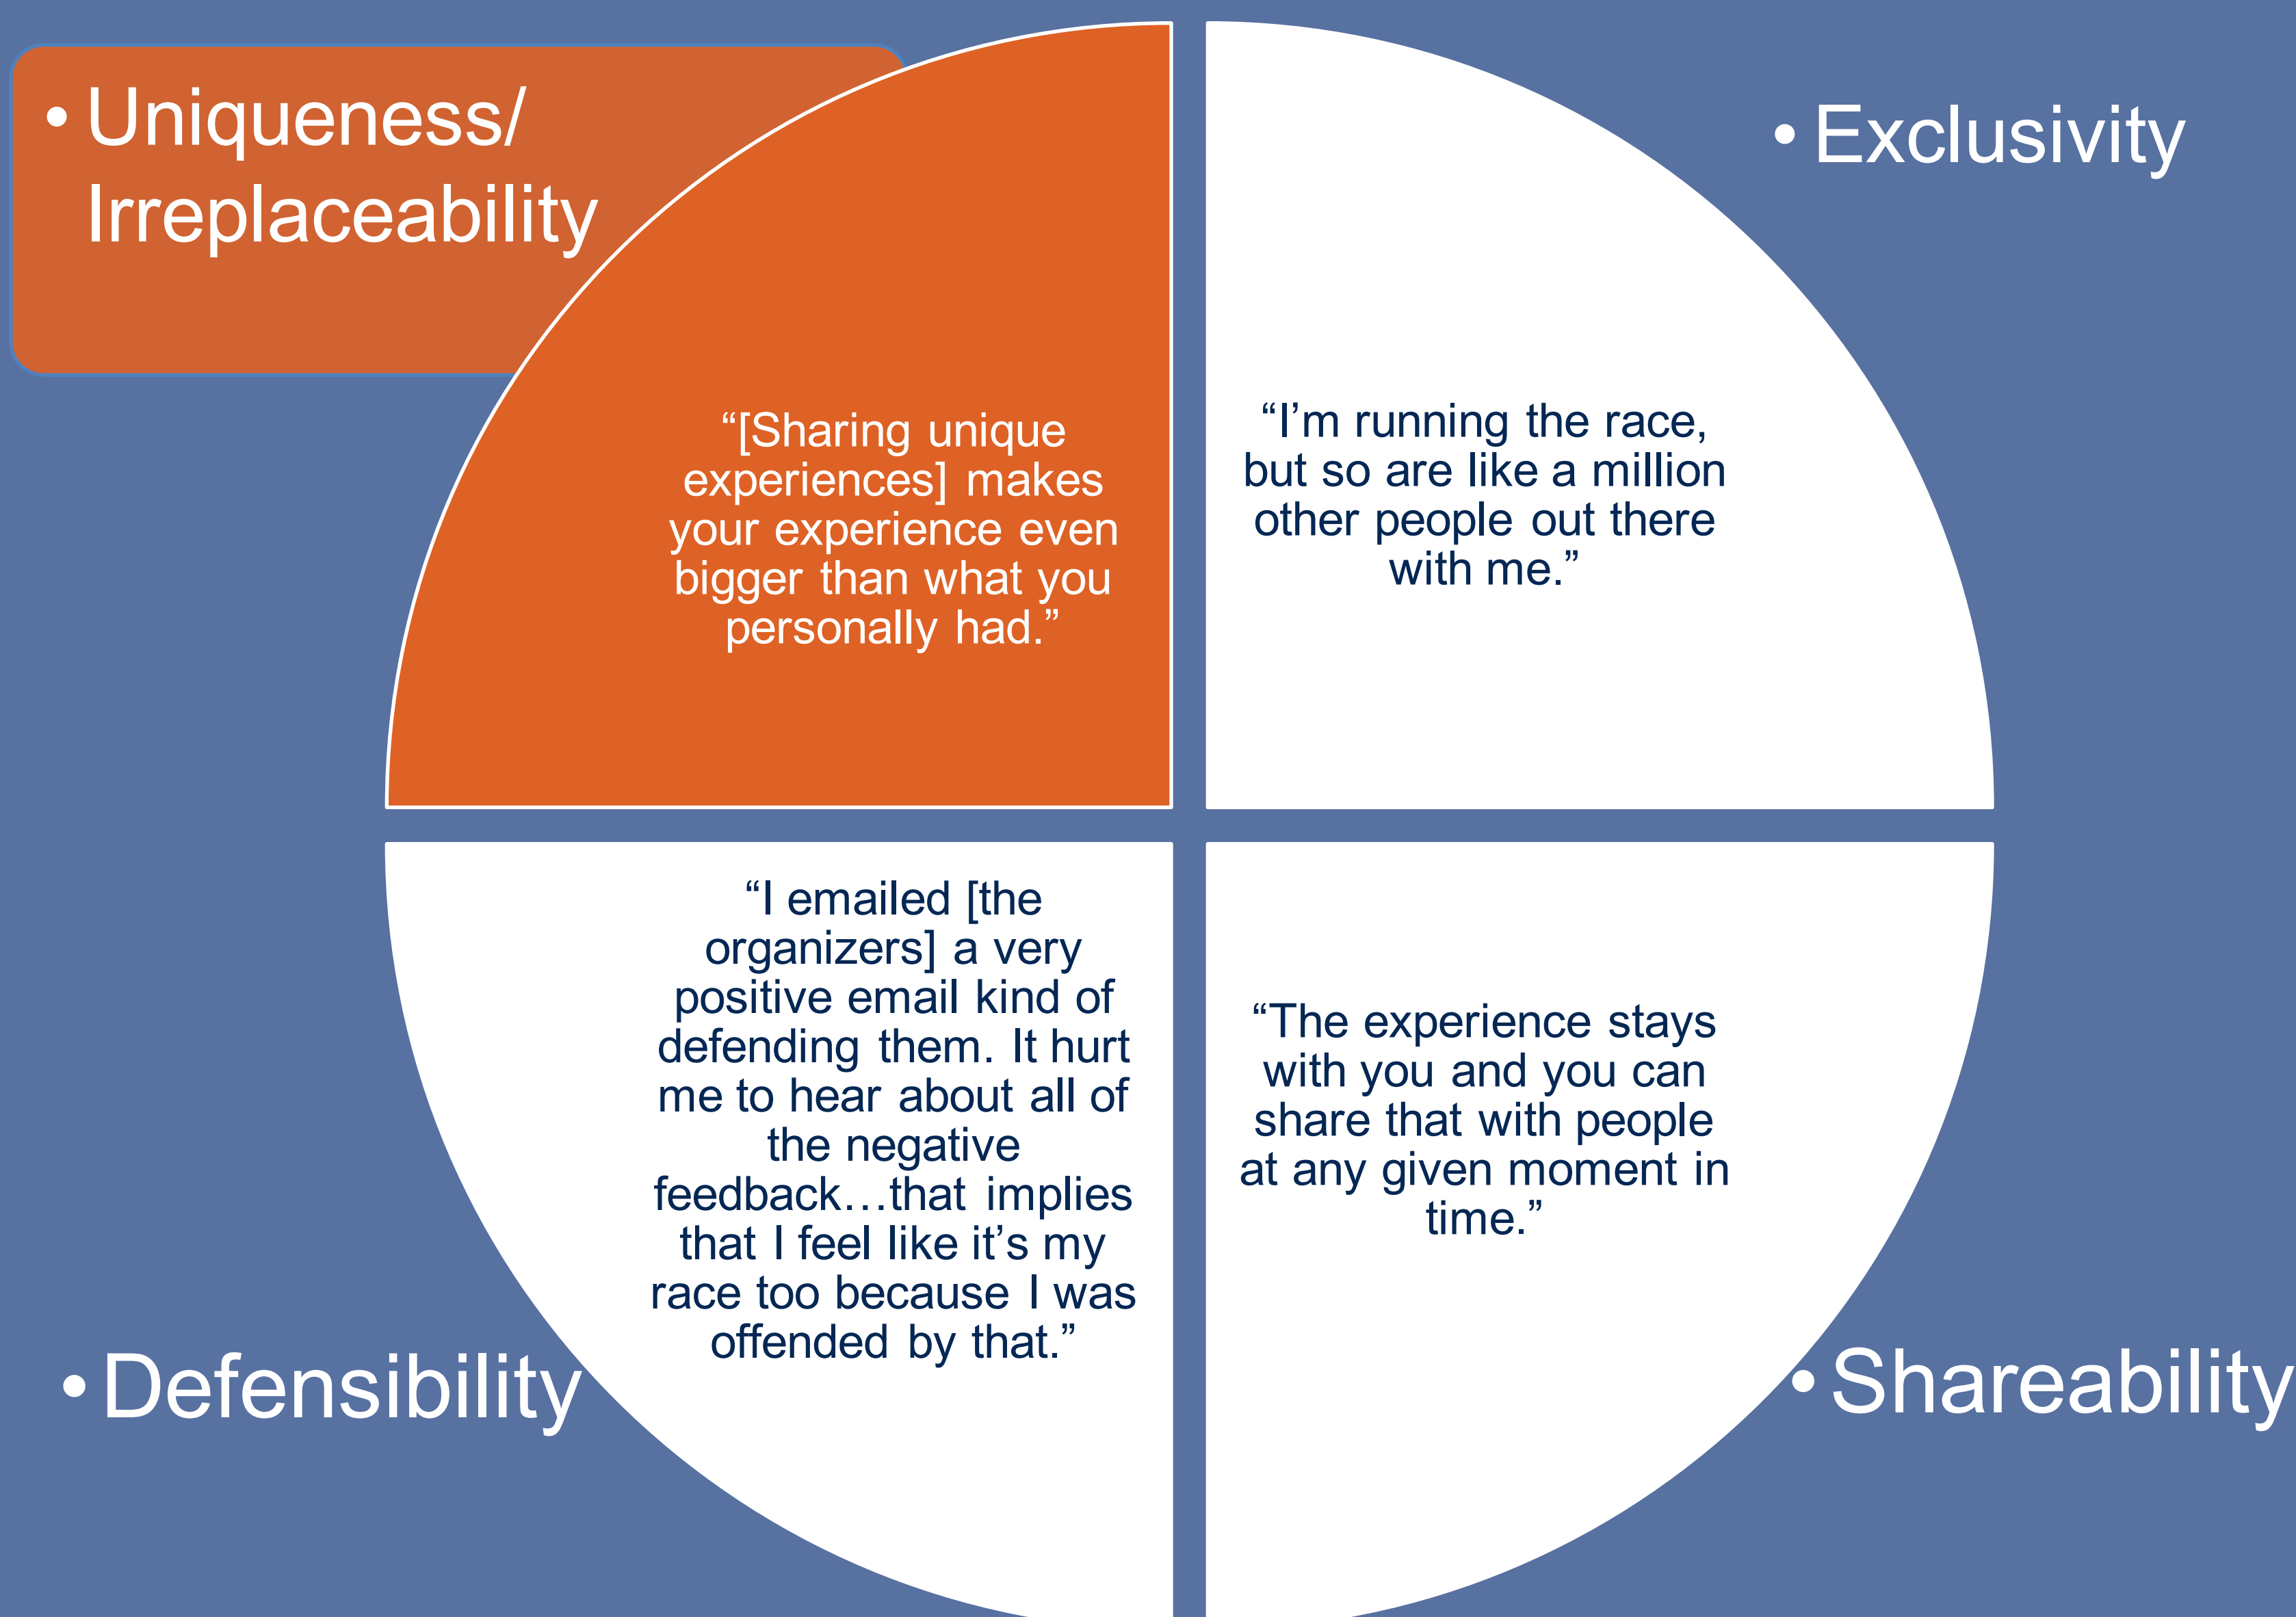 • Uniqueness/
Irreplaceability
“[Sharing unique
experiences] makes
your experience even
bigger than what you
personally had.”
• Exclusivity
“I’m running the race,
but so are like a million
other people out there
with me.”
“I emailed [the
organizers] a very
positive email kind of
defending them. It hurt
me to hear about all of
the negative
feedback…that implies
that I feel like it’s my
race too because I was
offended by that.”
• Defensibility
“The experience stays
with you and you can
share that with people
at any given moment in
time.”
• Shareability